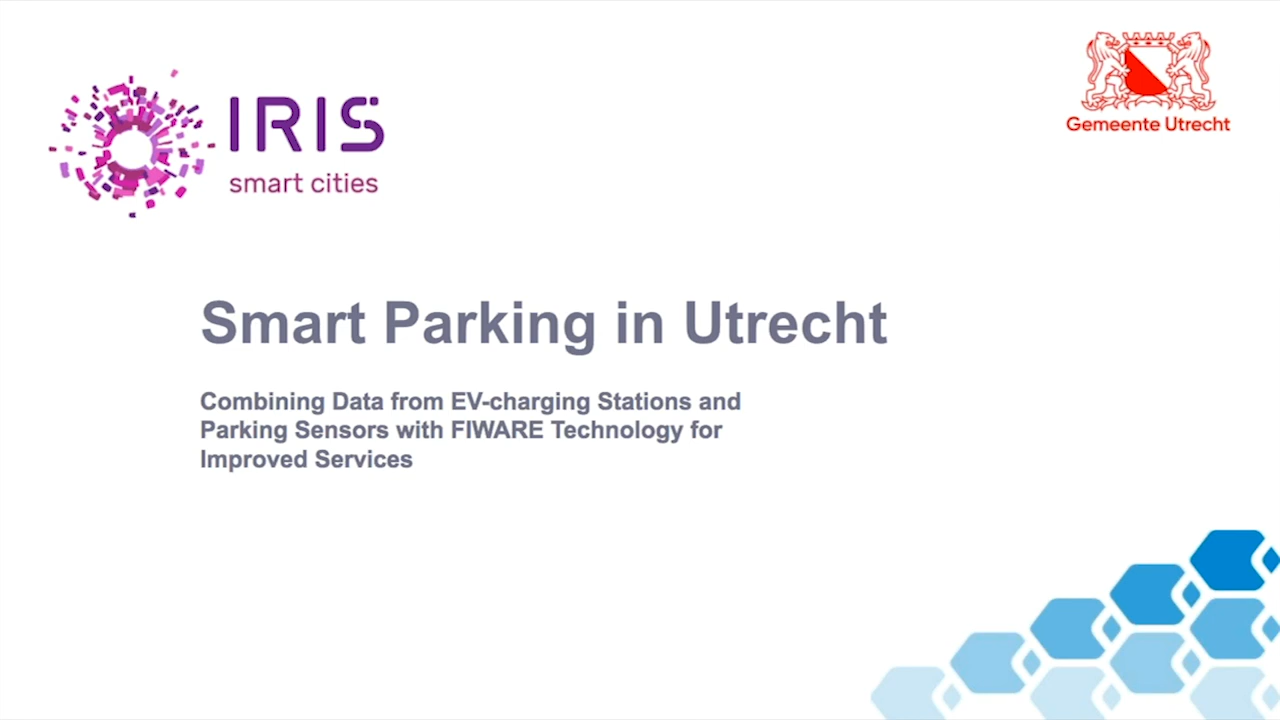 IRIS
smart cities
Gemeente Utrecht
Smart Parking in Utrecht
Combining Data from EV-charging Stations and
Parking Sensors with FIWARE Technology for
Improved Services